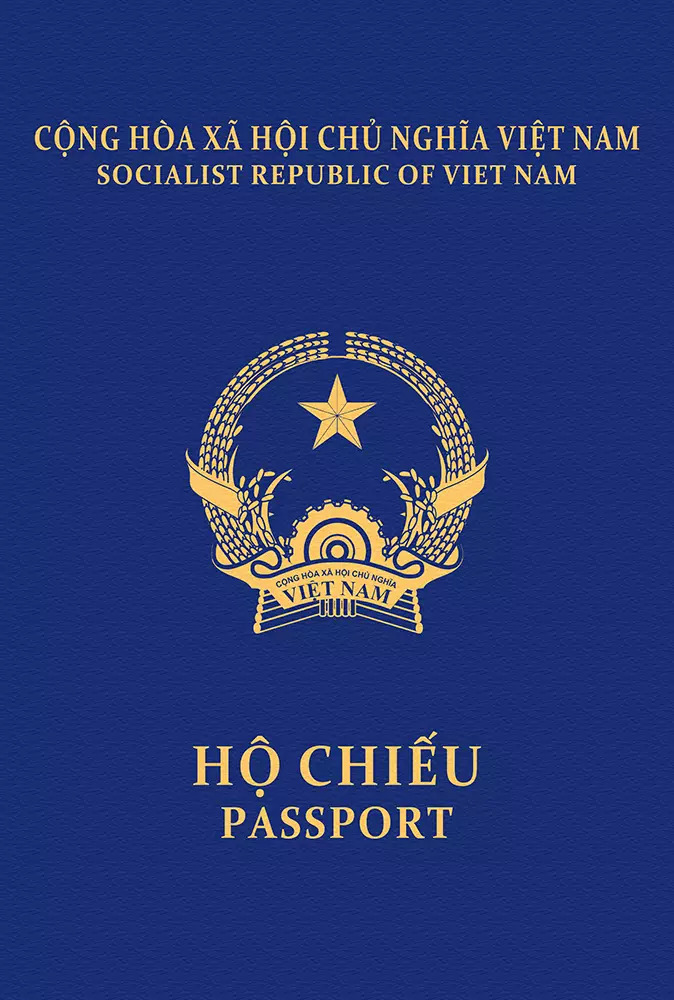 CỘNG HÒA XÃ HỘI CHỦ NGHĨA VIỆT NAM
SOCIALIST REPUBLIC OF VIET NAM
CỘNG HÒA XÃ HỘI CHỦ NGHĨA
VIỆT NAM
HỘ CHIẾU
PASSPORT